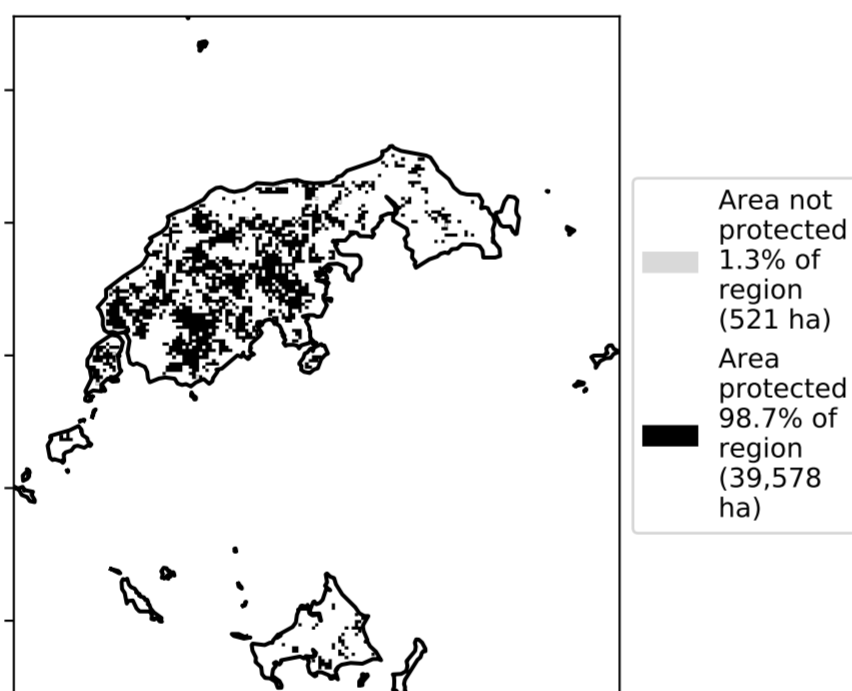 Area not
protected
1.3% of
region
(521 ha)
Area
protected
98.7% of
region
(39,578
ha)